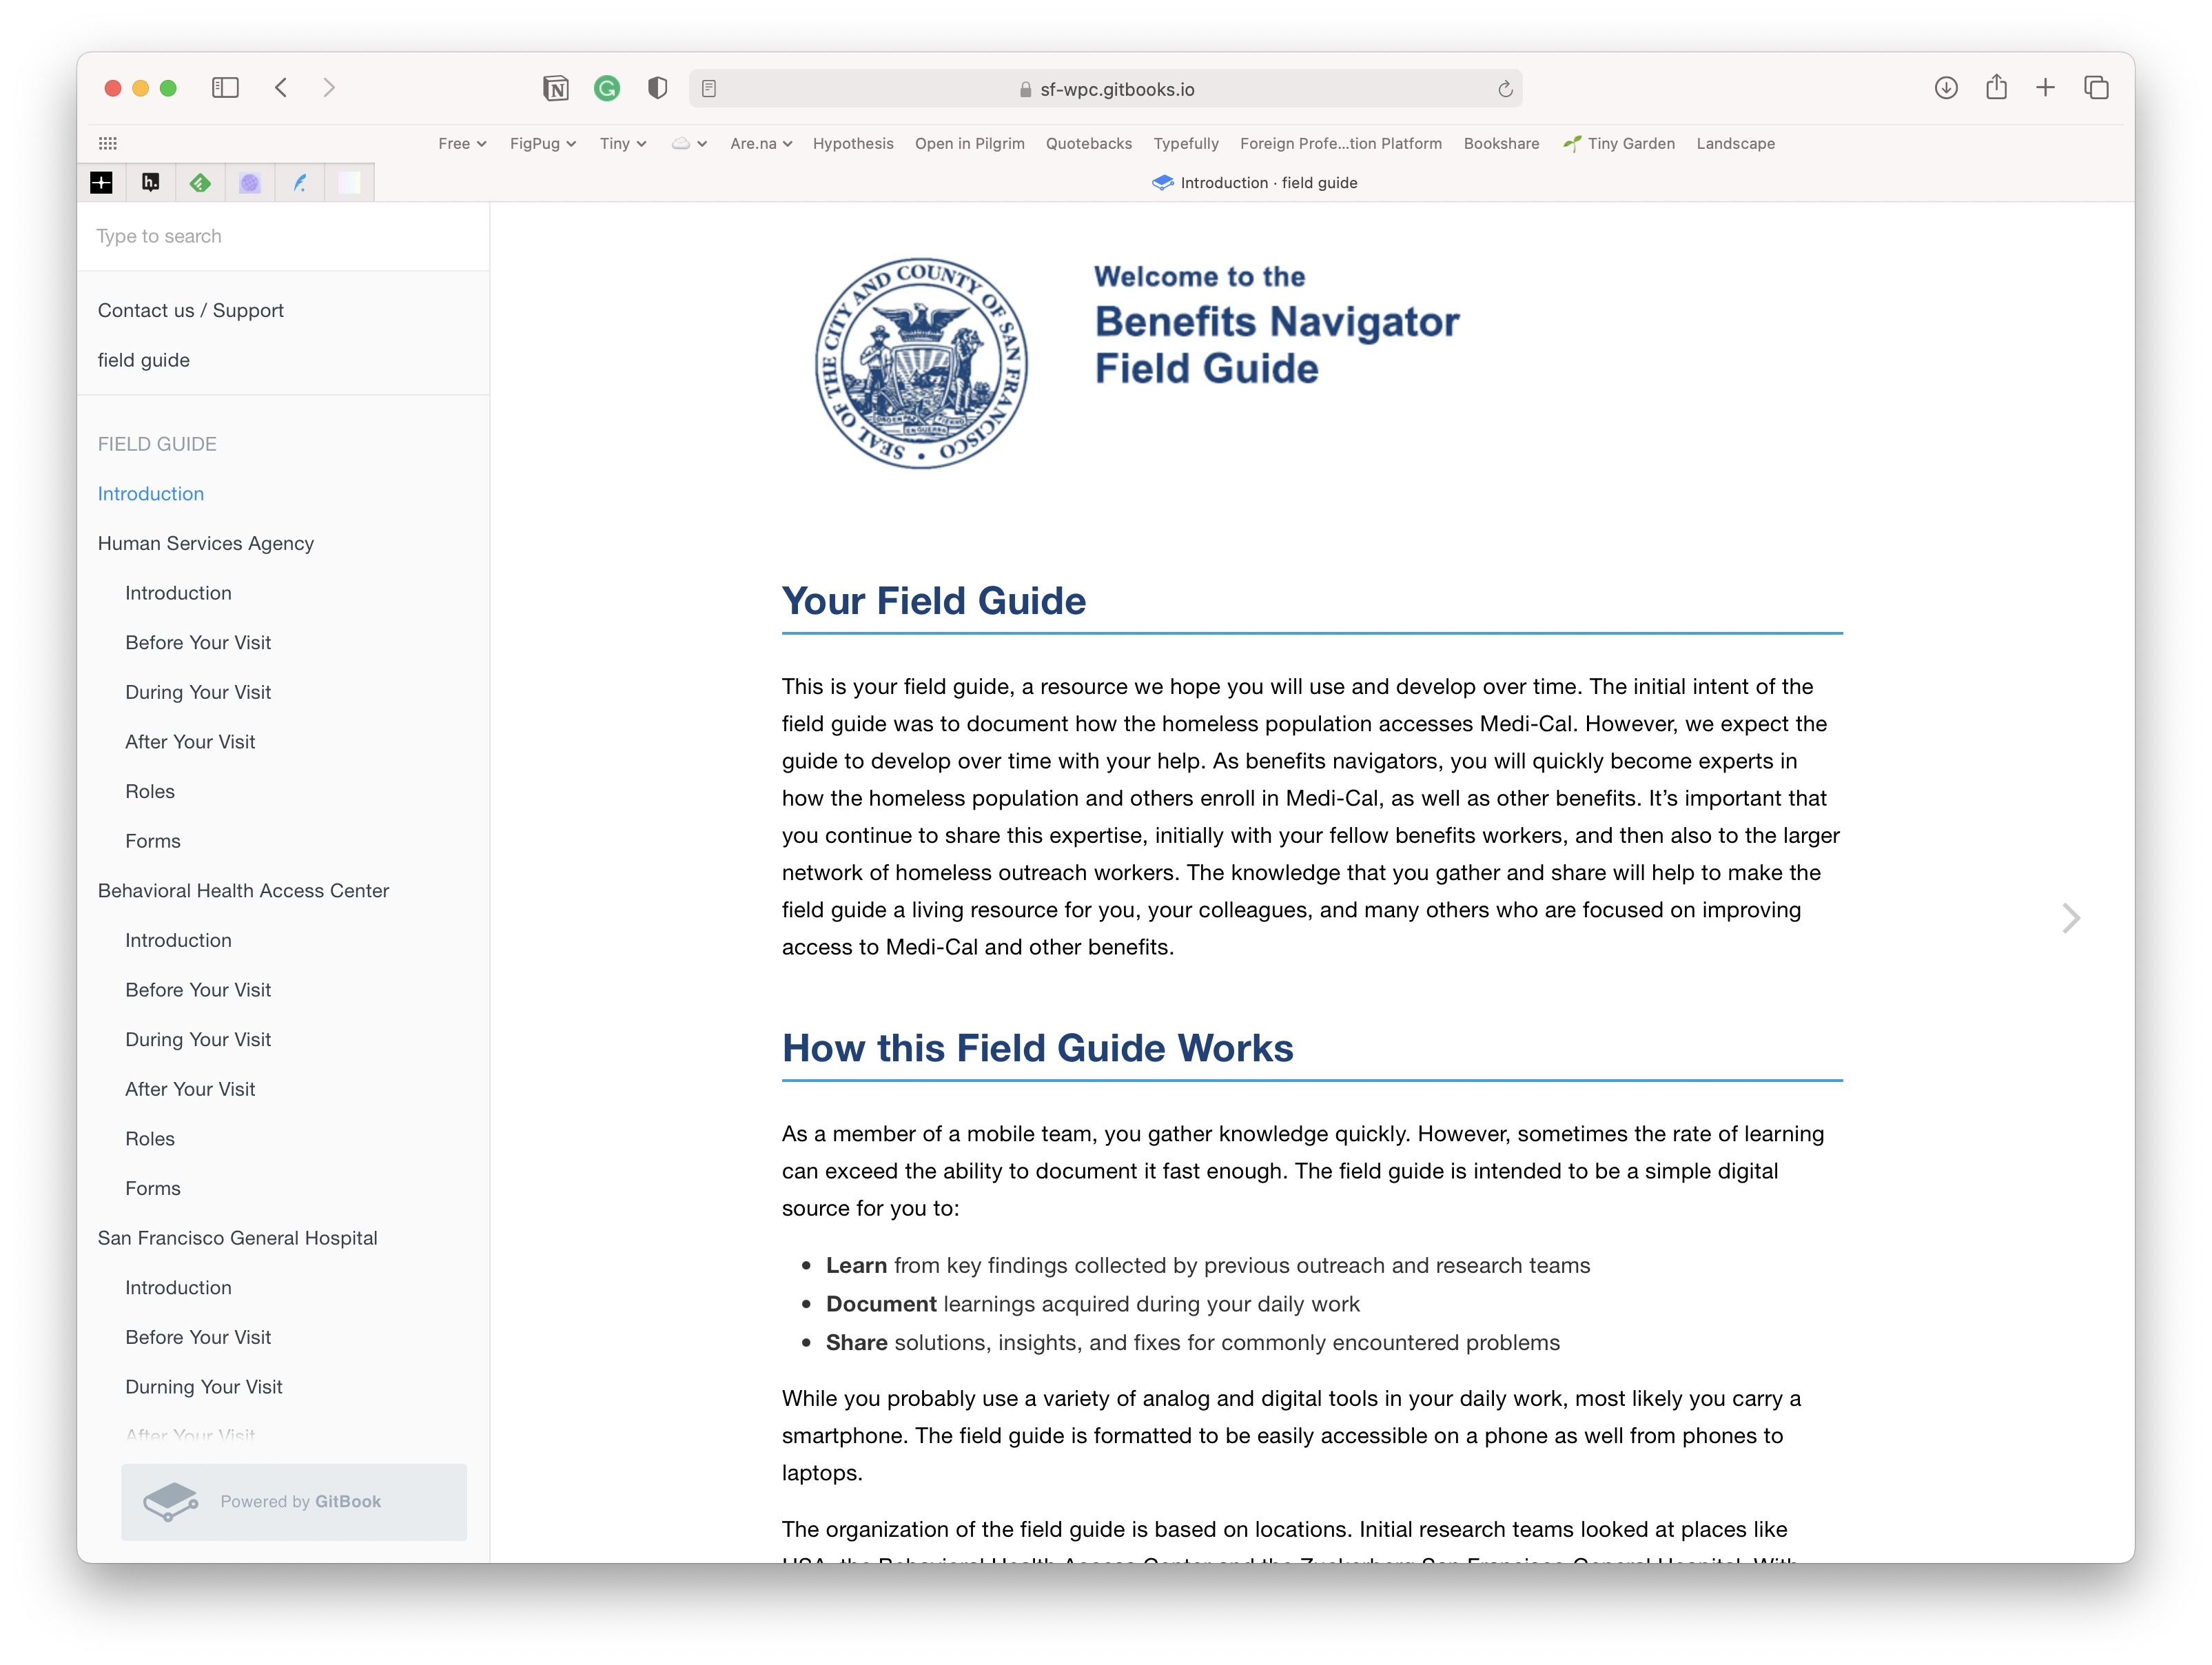 sf-wpc.gitbooks.io
Free
FigPug
Tiny
Are.na
Hypothesis
Open in Pilgrim
Quotebacks
Typefully
Foreign Profe...tion Platform
Bookshare
Tiny Garden
Landscape
h.
Introduction · field guide
Type to search
Contact us / Support
field guide
FIELD GUIDE
Introduction
Human Services Agency
Introduction
Before Your Visit
During Your Visit
After Your Visit
Roles
Forms
Behavioral Health Access Center
Introduction
Before Your Visit
During Your Visit
After Your Visit
Roles
Forms
San Francisco General Hospital
Introduction
Before Your Visit
Durning Your Visit
After Your Visit
Powered by GitBook
SEAL OF THE CITY AND COUNTY OF SAN FRANCISCO
Welcome to the
Benefits Navigator
Field Guide
Your Field Guide
This is your field guide, a resource we hope you will use and develop over time. The initial intent of the
field guide was to document how the homeless population accesses Medi-Cal. However, we expect the
guide to develop over time with your help. As benefits navigators, you will quickly become experts in
how the homeless population and others enroll in Medi-Cal, as well as other benefits. It’s important that
you continue to share this expertise, initially with your fellow benefits workers, and then also to the larger
network of homeless outreach workers. The knowledge that you gather and share will help to make the
field guide a living resource for you, your colleagues, and many others who are focused on improving
access to Medi-Cal and other benefits.
How this Field Guide Works
As a member of a mobile team, you gather knowledge quickly. However, sometimes the rate of learning
can exceed the ability to document it fast enough. The field guide is intended to be a simple digital
source for you to:
• Learn from key findings collected by previous outreach and research teams
• Document learnings acquired during your daily work
• Share solutions, insights, and fixes for commonly encountered problems
While you probably use a variety of analog and digital tools in your daily work, most likely you carry a
smartphone. The field guide is formatted to be easily accessible on a phone as well from phones to
laptops.
The organization of the field guide is based on locations. Initial research teams looked at places like
HSA, the Behavioral Health Access Center and the Zuckerberg San Francisco General Hospital. With